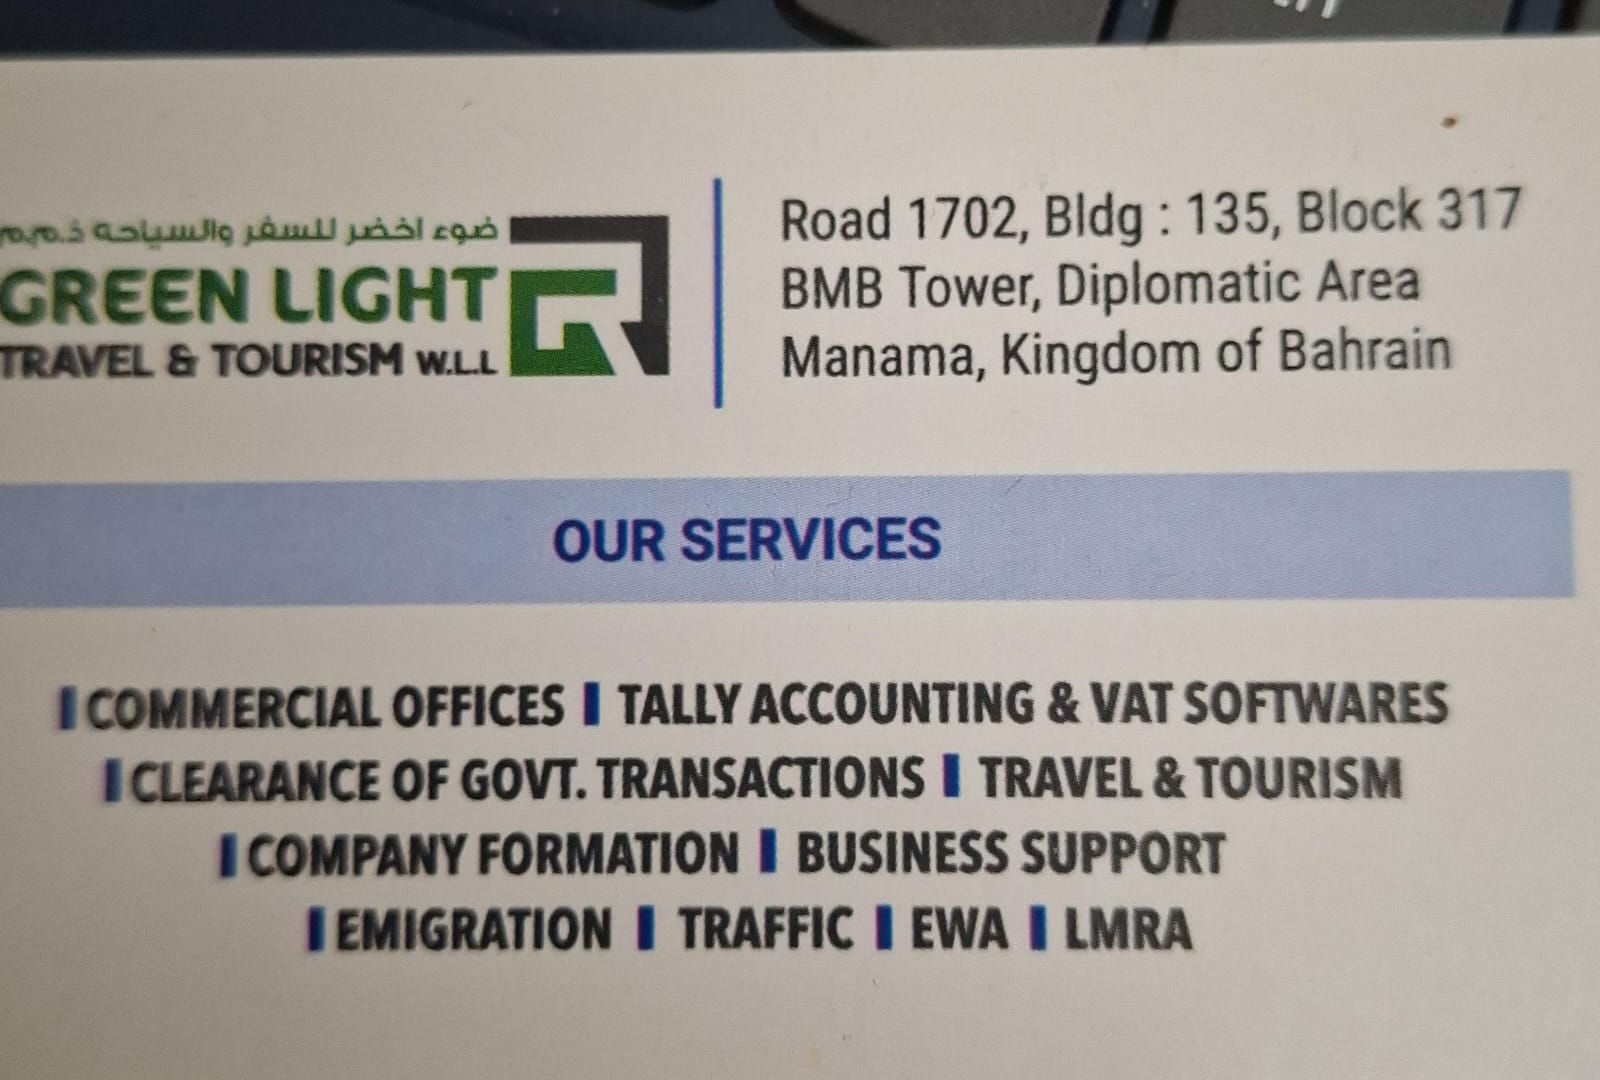 ضوء اخضر للسفر والسياحة ذ.م.م
GREEN LIGHT
TRAVEL & TOURISM W.L.L
Road 1702, Bldg : 135, Block 317
BMB Tower, Diplomatic Area
Manama, Kingdom of Bahrain
OUR SERVICES
COMMERCIAL OFFICES TALLY ACCOUNTING & VAT SOFTWARES
CLEARANCE OF GOVT. TRANSACTIONS TRAVEL & TOURISM
COMPANY FORMATION BUSINESS SUPPORT
EMIGRATION TRAFFIC EWA LMRA